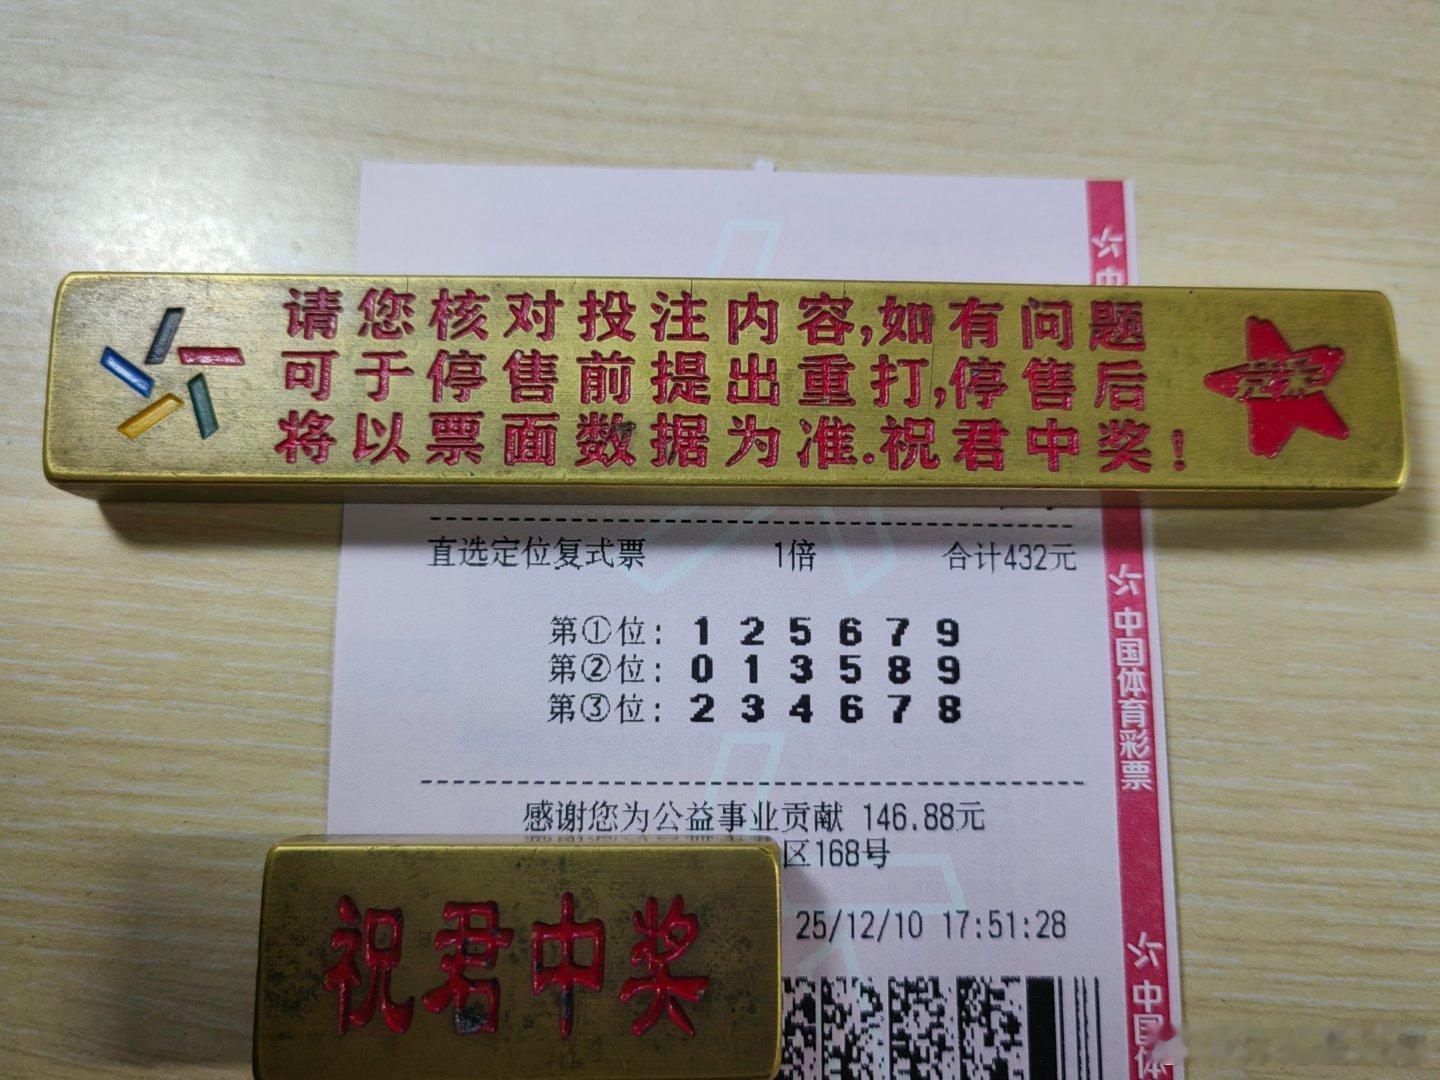 请您核对投注内容,如有问题
可于停售前提出重打,停售后
将以票面数据为准.祝君中奖!
直选定位复式票 1倍 合计432元
第①位: 1 2 5 6 7 9
第②位: 0 1 3 5 8 9
第③位: 2 3 4 6 7 8
感谢您为公益事业贡献 146.88元
区168号
25/12/10 17:51:28
祝君中奖
中国体育彩票
中国体